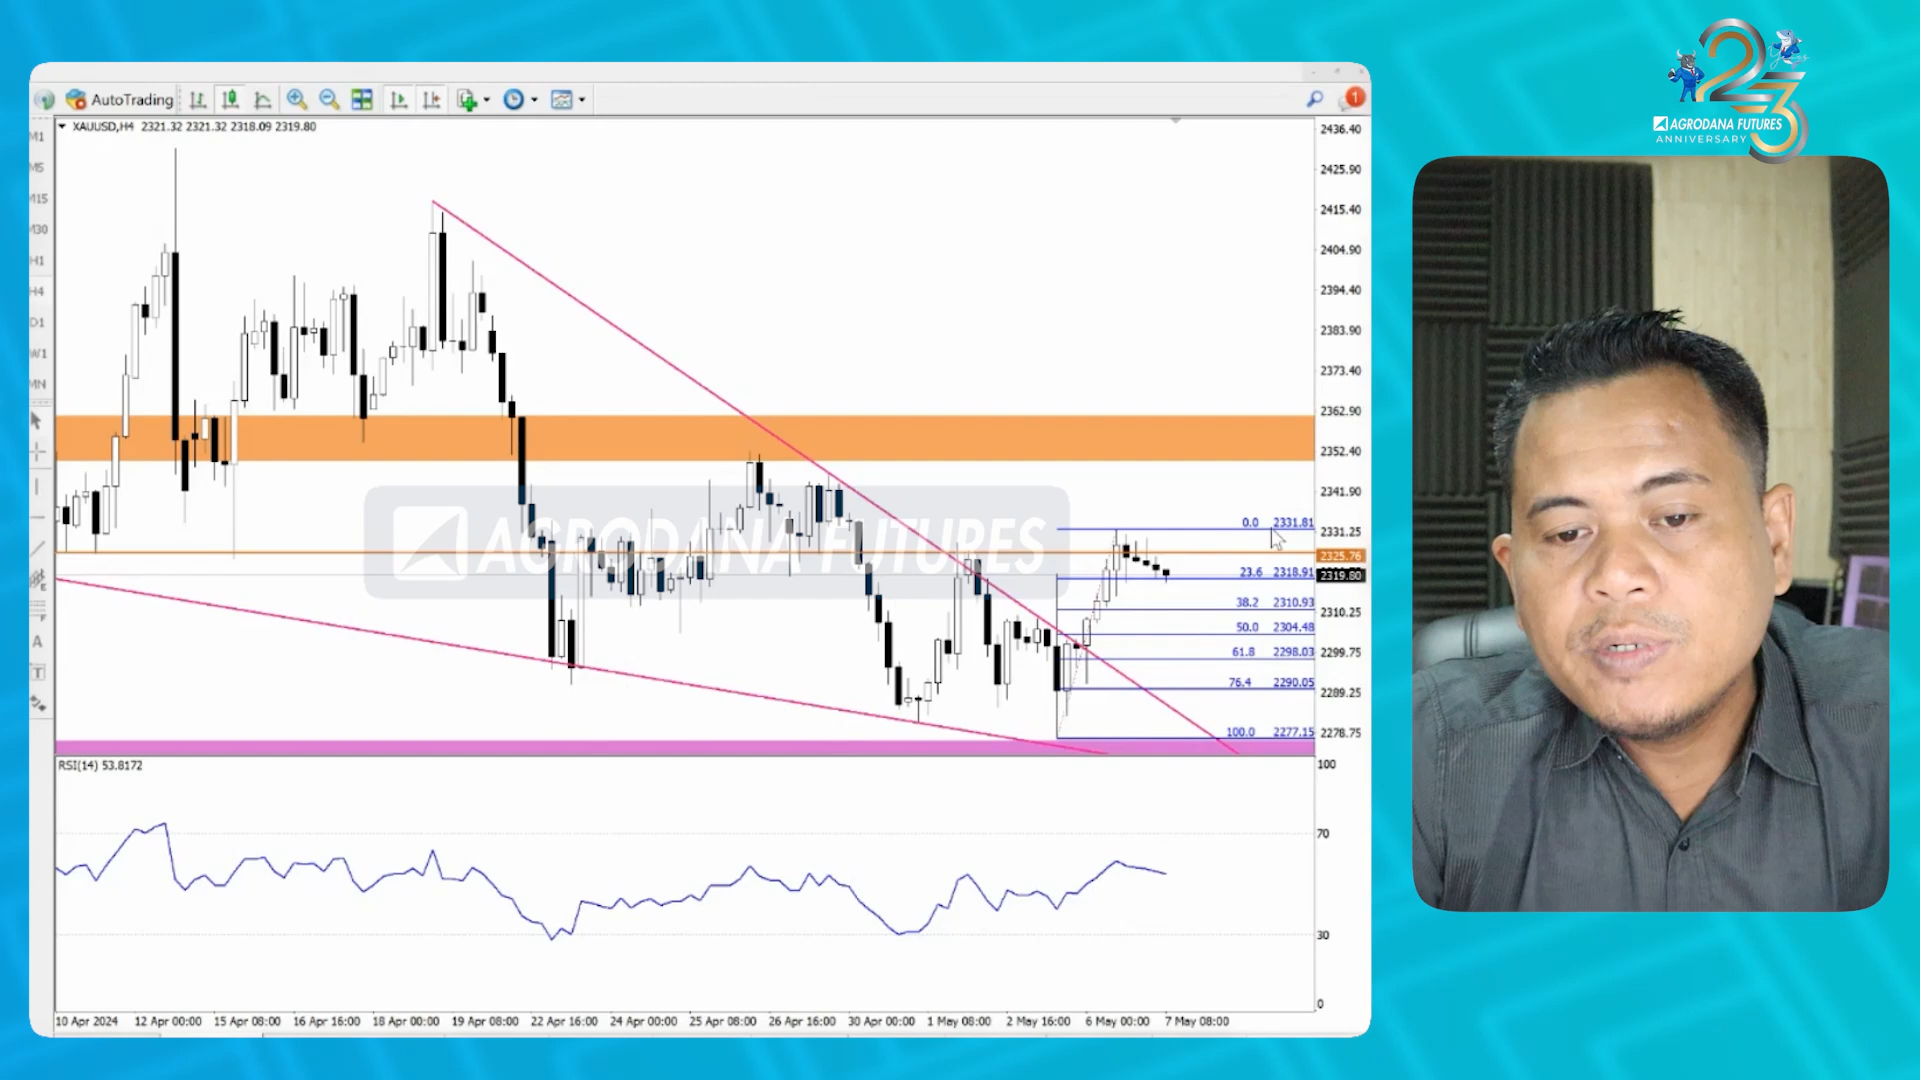 23 Years
AGRODANA FUTURES
ANNIVERSARY
AutoTrading
1
M1
M5
M15
M30
H1
H4
D1
W1
MN
XAUUSD,H4 2321.32 2321.32 2318.09 2319.80
2436.40
2425.90
2415.40
2404.90
2394.40
2383.90
2373.40
2362.90
2352.40
2341.90
2331.25
2325.76
2319.80
2310.25
2299.75
2289.25
2278.75
AGRODANA FUTURES
0.0 2331.81
23.6 2318.91
38.2 2310.93
50.0 2304.48
61.8 2298.03
76.4 2290.05
100.0 2277.15
RSI(14) 53.8172
100
70
30
0
10 Apr 2024 12 Apr 00:00 15 Apr 08:00 16 Apr 16:00 18 Apr 00:00 19 Apr 08:00 22 Apr 16:00 24 Apr 00:00 25 Apr 08:00 26 Apr 16:00 30 Apr 00:00 1 May 08:00 2 May 16:00 6 May 00:00 7 May 08:00